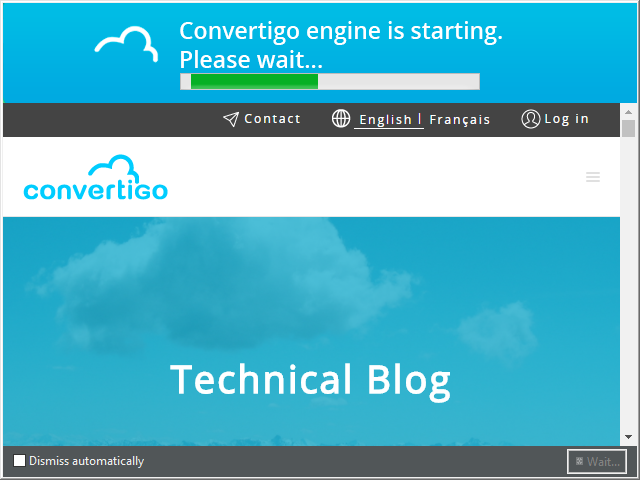 Convertigo engine is starting.
Please wait...
Contact
English | Français
Log in
convertigo
Technical Blog
Dismiss automatically
Wait...